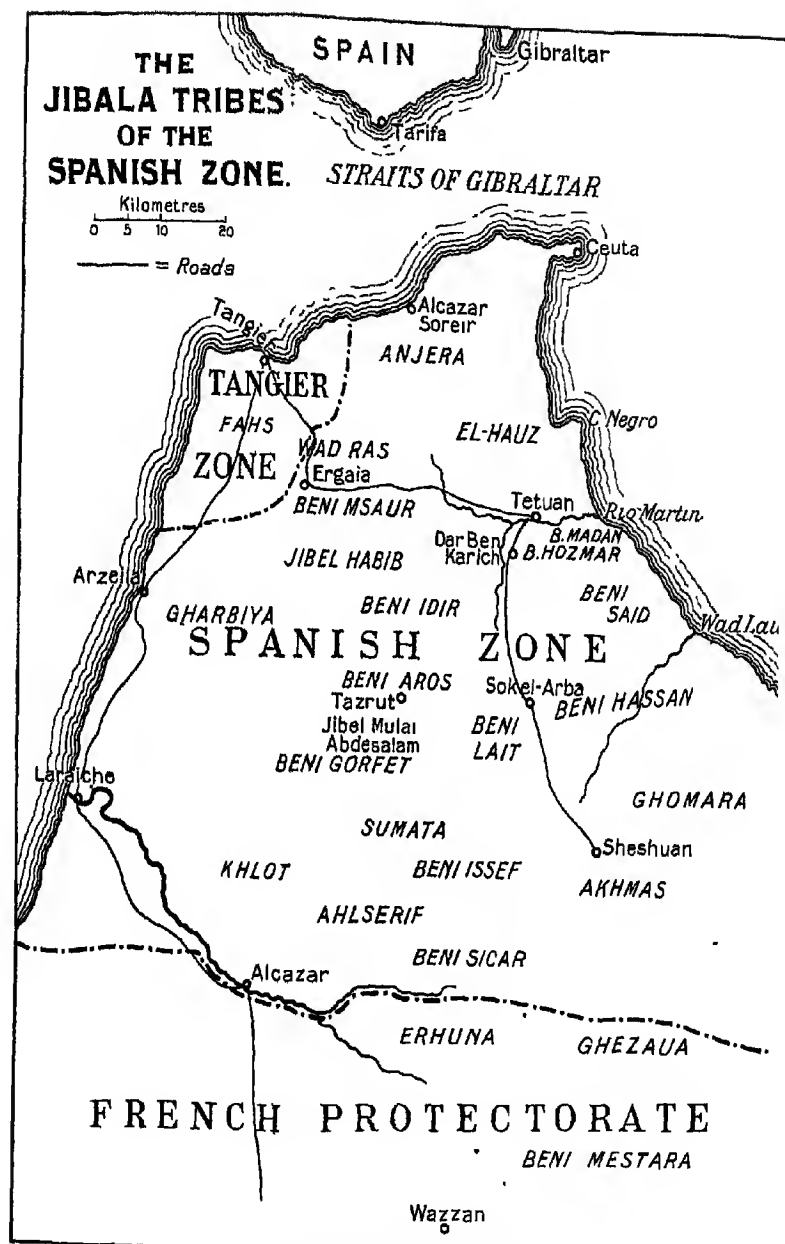 THE
JIBALA TRIBES
OF THE
SPANISH ZONE.
Kilometres
0 5 10 20
= Roads
SPAIN
Gibraltar
Tarifa
STRAITS OF GIBRALTAR
Ceuta
Alcazar
Soreir
Tangier
ANJERA
TANGIER
FAHS
ZONE
C. Negro
EL-HAUZ
WAD RAS
Ergaia
BENI MSAUR
Tetuan
Rio Martin
B. MADAN
Dar Ben
Karich
B. HOZMAR
JIBEL HABIB
Arzeila
GHARBIYA
BENI IDIR
BENI
SAID
Wad Lau
SPANISH ZONE
BENI AROS
Tazrut
Sokel-Arba
BENI HASSAN
Jibel Mulai
Abdesalam
BENI
LAIT
BENI GORFET
Laraiche
GHOMARA
SUMATA
Sheshuan
KHLOT
BENI ISSEF
AKHMAS
AHLSERIF
BENI SICAR
Alcazar
ERHUNA
GHEZAUA
FRENCH PROTECTORATE
BENI MESTARA
Wazzan